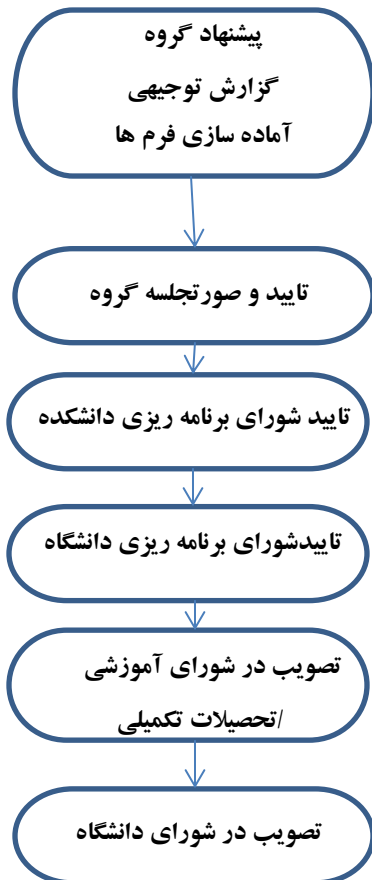 پیشنهاد گروه
گزارش توجیهی
آماده سازی فرم ها
تایید و صورتجلسه گروه
تایید شورای برنامه ریزی دانشکده
تاییدشورای برنامه ریزی دانشگاه
تصویب در شورای آموزشی
/تحصیلات تکمیلی
تصویب در شورای دانشگاه